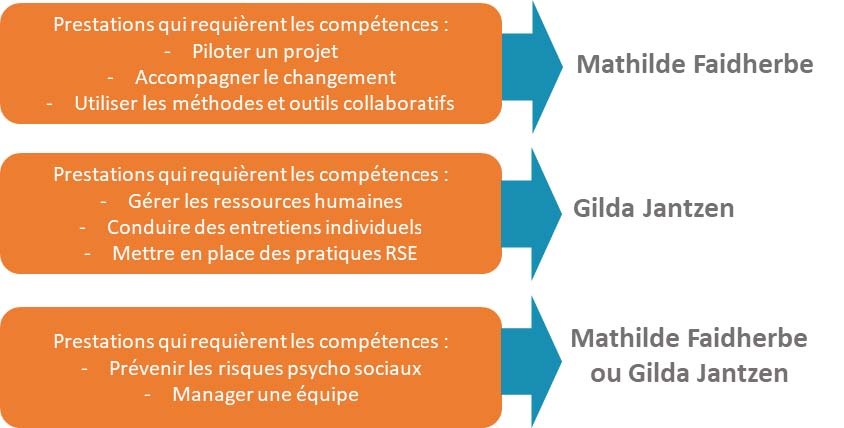 Prestations qui requièrent les compétences :
- Piloter un projet
- Accompagner le changement
- Utiliser les méthodes et outils collaboratifs
Mathilde Faidherbe
Prestations qui requièrent les compétences :
- Gérer les ressources humaines
- Conduire des entretiens individuels
- Mettre en place des pratiques RSE
Gilda Jantzen
Prestations qui requièrent les compétences :
- Prévenir les risques psycho sociaux
- Manager une équipe
Mathilde Faidherbe
ou Gilda Jantzen